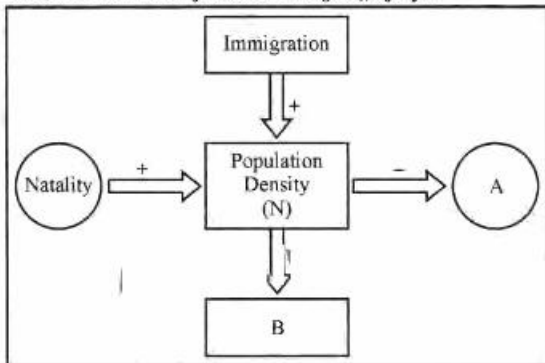 Immigration
+
Natality
+
Population
Density
(N)
−
A
B